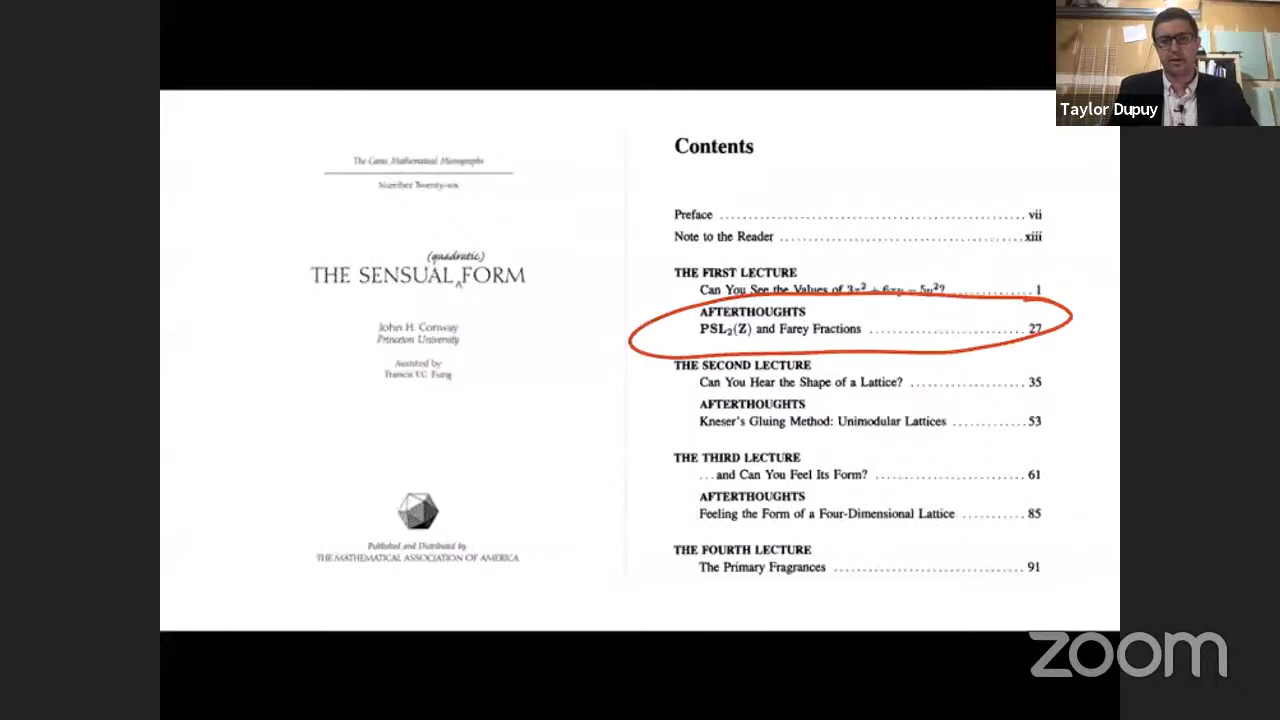 Taylor Dupuy
The Carus Mathematical Monographs
Number Twenty-six
(quadratic)
THE SENSUAL ^ FORM
John H. Conway
Princeton University
Assisted by
Francis Y.C. Fung
Published and Distributed by
THE MATHEMATICAL ASSOCIATION OF AMERICA
Contents
Preface ........ vii
Note to the Reader ........ xiii
THE FIRST LECTURE
Can You See the Values of 3x² + 6xy − 5y²? ........ 1
AFTERTHOUGHTS
PSL₂(Z) and Farey Fractions ........ 27
THE SECOND LECTURE
Can You Hear the Shape of a Lattice? ........ 35
AFTERTHOUGHTS
Kneser's Gluing Method: Unimodular Lattices ........ 53
THE THIRD LECTURE
...and Can You Feel Its Form? ........ 61
AFTERTHOUGHTS
Feeling the Form of a Four-Dimensional Lattice ........ 85
THE FOURTH LECTURE
The Primary Fragrances ........ 91
zoom